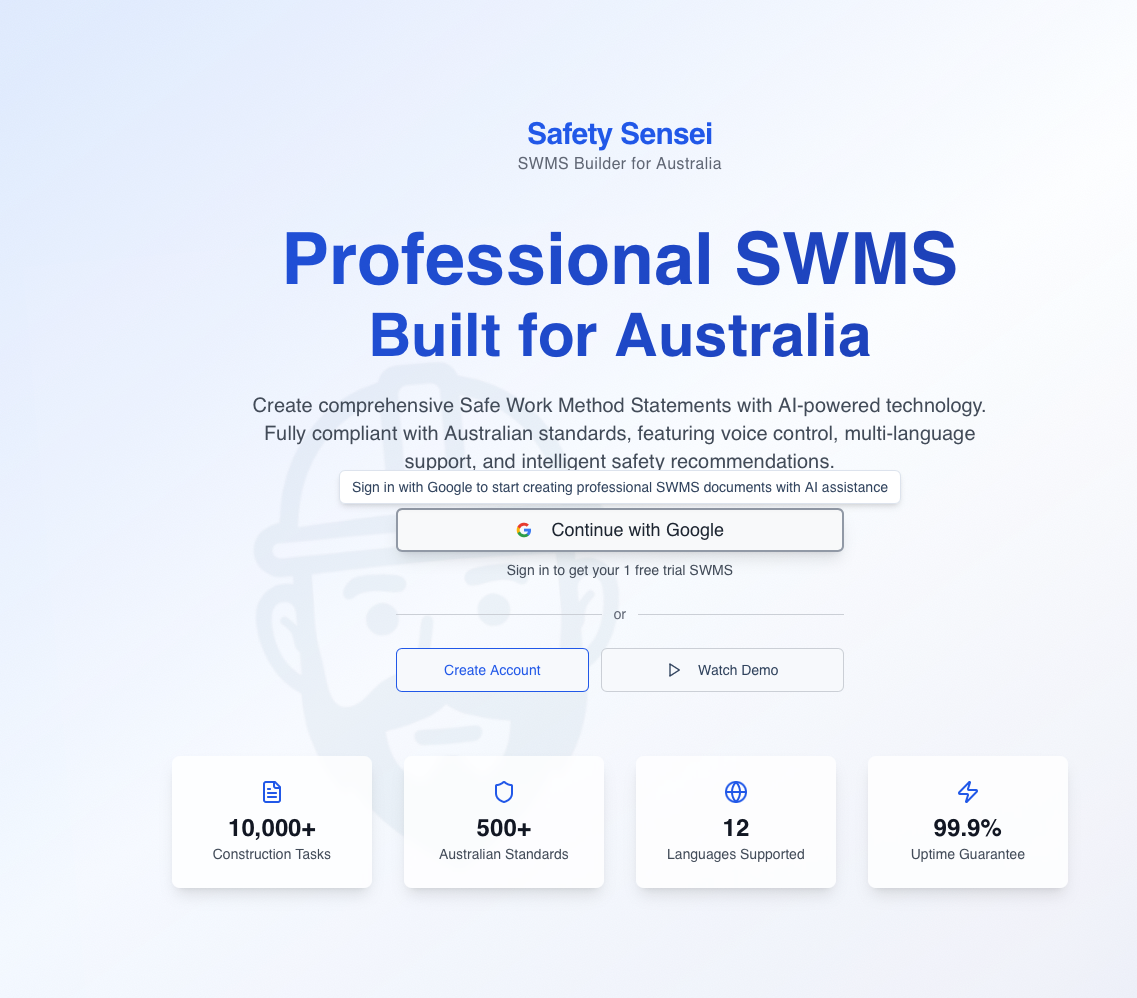 Safety Sensei
SWMS Builder for Australia
Professional SWMS
Built for Australia
Create comprehensive Safe Work Method Statements with AI-powered technology.
Fully compliant with Australian standards, featuring voice control, multi-language
support, and intelligent safety recommendations.
Sign in with Google to start creating professional SWMS documents with AI assistance
Continue with Google
Sign in to get your 1 free trial SWMS
or
Create Account
Watch Demo
10,000+
Construction Tasks
500+
Australian Standards
12
Languages Supported
99.9%
Uptime Guarantee